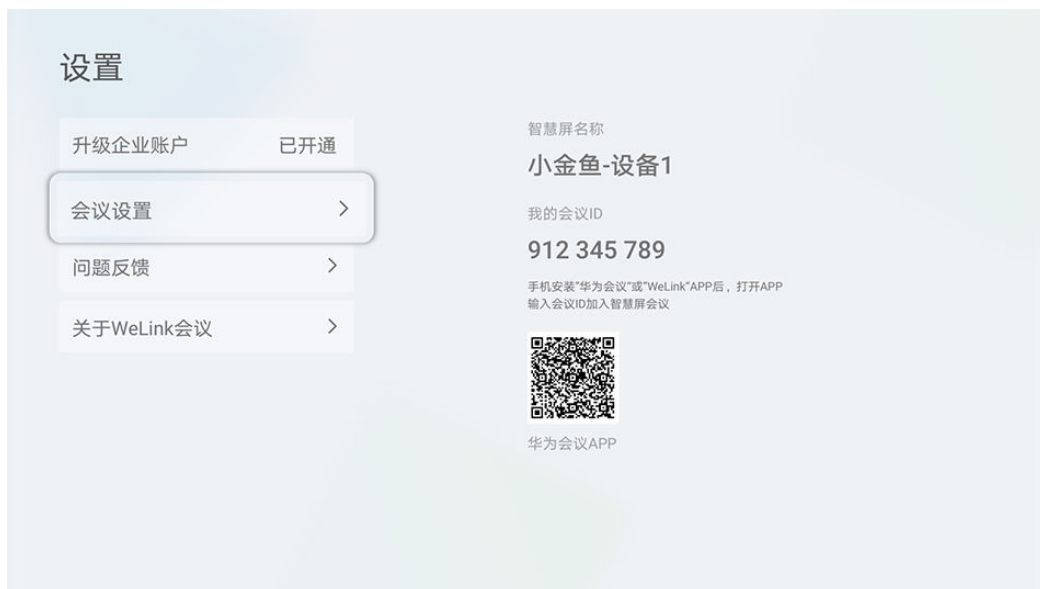 设置
升级企业账户 已开通
会议设置
问题反馈
关于WeLink会议
智慧屏名称
小金鱼-设备1
我的会议ID
912 345 789
手机安装"华为会议"或"WeLink"APP后，打开APP
输入会议ID加入智慧屏会议
华为会议APP